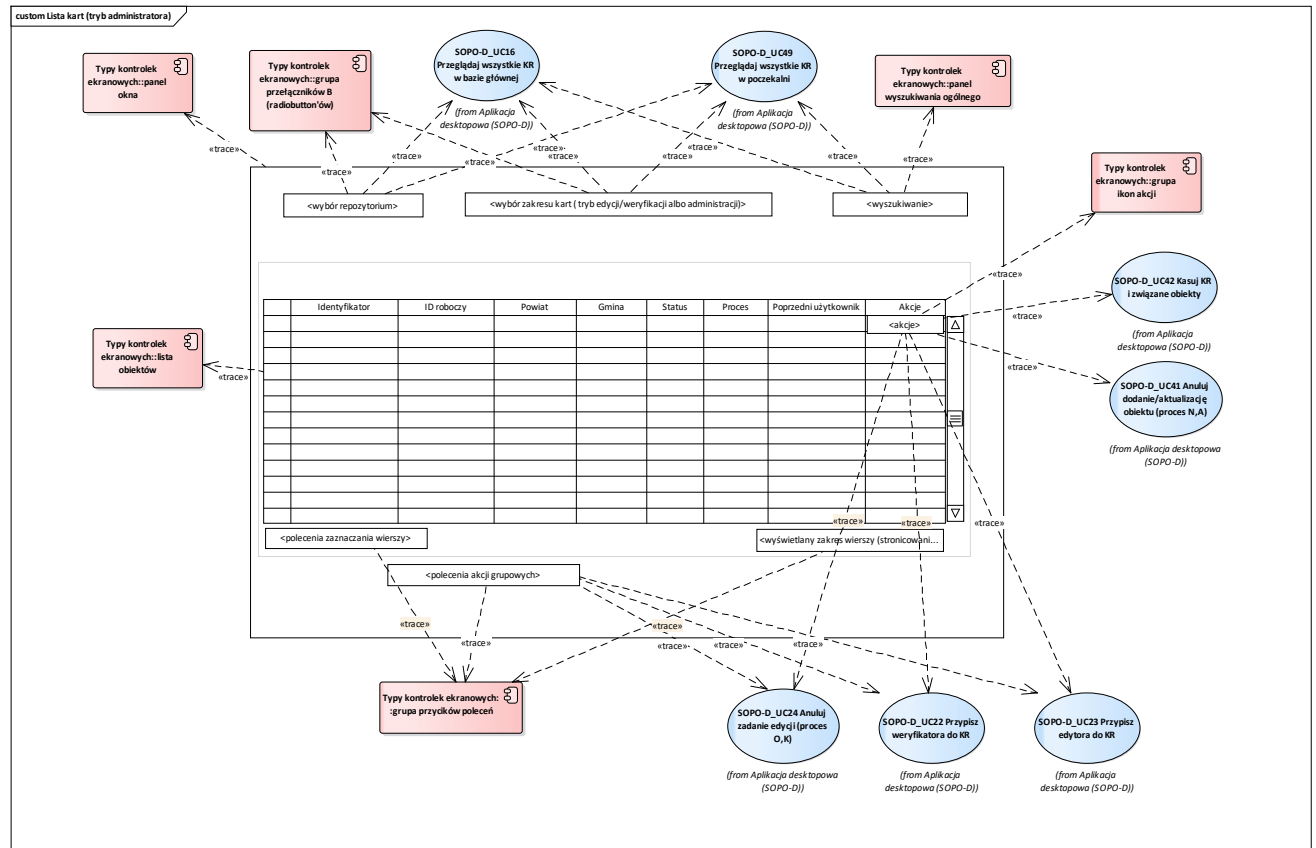 custom Lista kart (tryb administratora)
Typy kontrolek
ekranowych::panel
okna
Typy kontrolek
ekranowych::grupa
przełączników B
(radiobutton'ów)
SOPO-D_UC16
Przeglądaj wszystkie KR
w bazie głównej
(from Aplikacja
desktopowa (SOPO-D))
SOPO-D_UC49
Przeglądaj wszystkie KR
w poczekalni
(from Aplikacja
desktopowa (SOPO-D))
Typy kontrolek
ekranowych::panel
wyszukiwania ogólnego
«trace»
«trace»
«trace»
«trace»
«trace»
«trace»
«trace»
«trace»
«trace»
Typy kontrolek
ekranowych::grupa
ikon akcji
<wybór repozytorium>
<wybór zakresu kart ( tryb edycji/weryfikacji albo administracji)>
<wyszukiwanie>
«trace»
SOPO-D_UC42 Kasuj KR
i związane obiekty
(from Aplikacja
desktopowa (SOPO-D))
«trace»
Identyfikator
ID roboczy
Powiat
Gmina
Status
Proces
Poprzedni użytkownik
Akcje
<akcje>
Typy kontrolek
ekranowych::lista
obiektów
«trace»
«trace»
SOPO-D_UC41 Anuluj
dodanie/aktualizację
obiektu (proces N,A)
(from Aplikacja desktopowa
(SOPO-D))
«trace»
«trace»
«trace»
<polecenia zaznaczania wierszy>
<wyświetlany zakres wierszy (stronicowani...
<polecenia akcji grupowych>
«trace»
«trace»
«trace»
«trace»
«trace»
«trace»
Typy kontrolek ekranowych:
:grupa przycików poleceń
SOPO-D_UC24 Anuluj
zadanie edycji (proces
O,K)
(from Aplikacja desktopowa
(SOPO-D))
SOPO-D_UC22 Przypisz
weryfikatora do KR
(from Aplikacja
desktopowa (SOPO-D))
SOPO-D_UC23 Przypisz
edytora do KR
(from Aplikacja
desktopowa (SOPO-D))